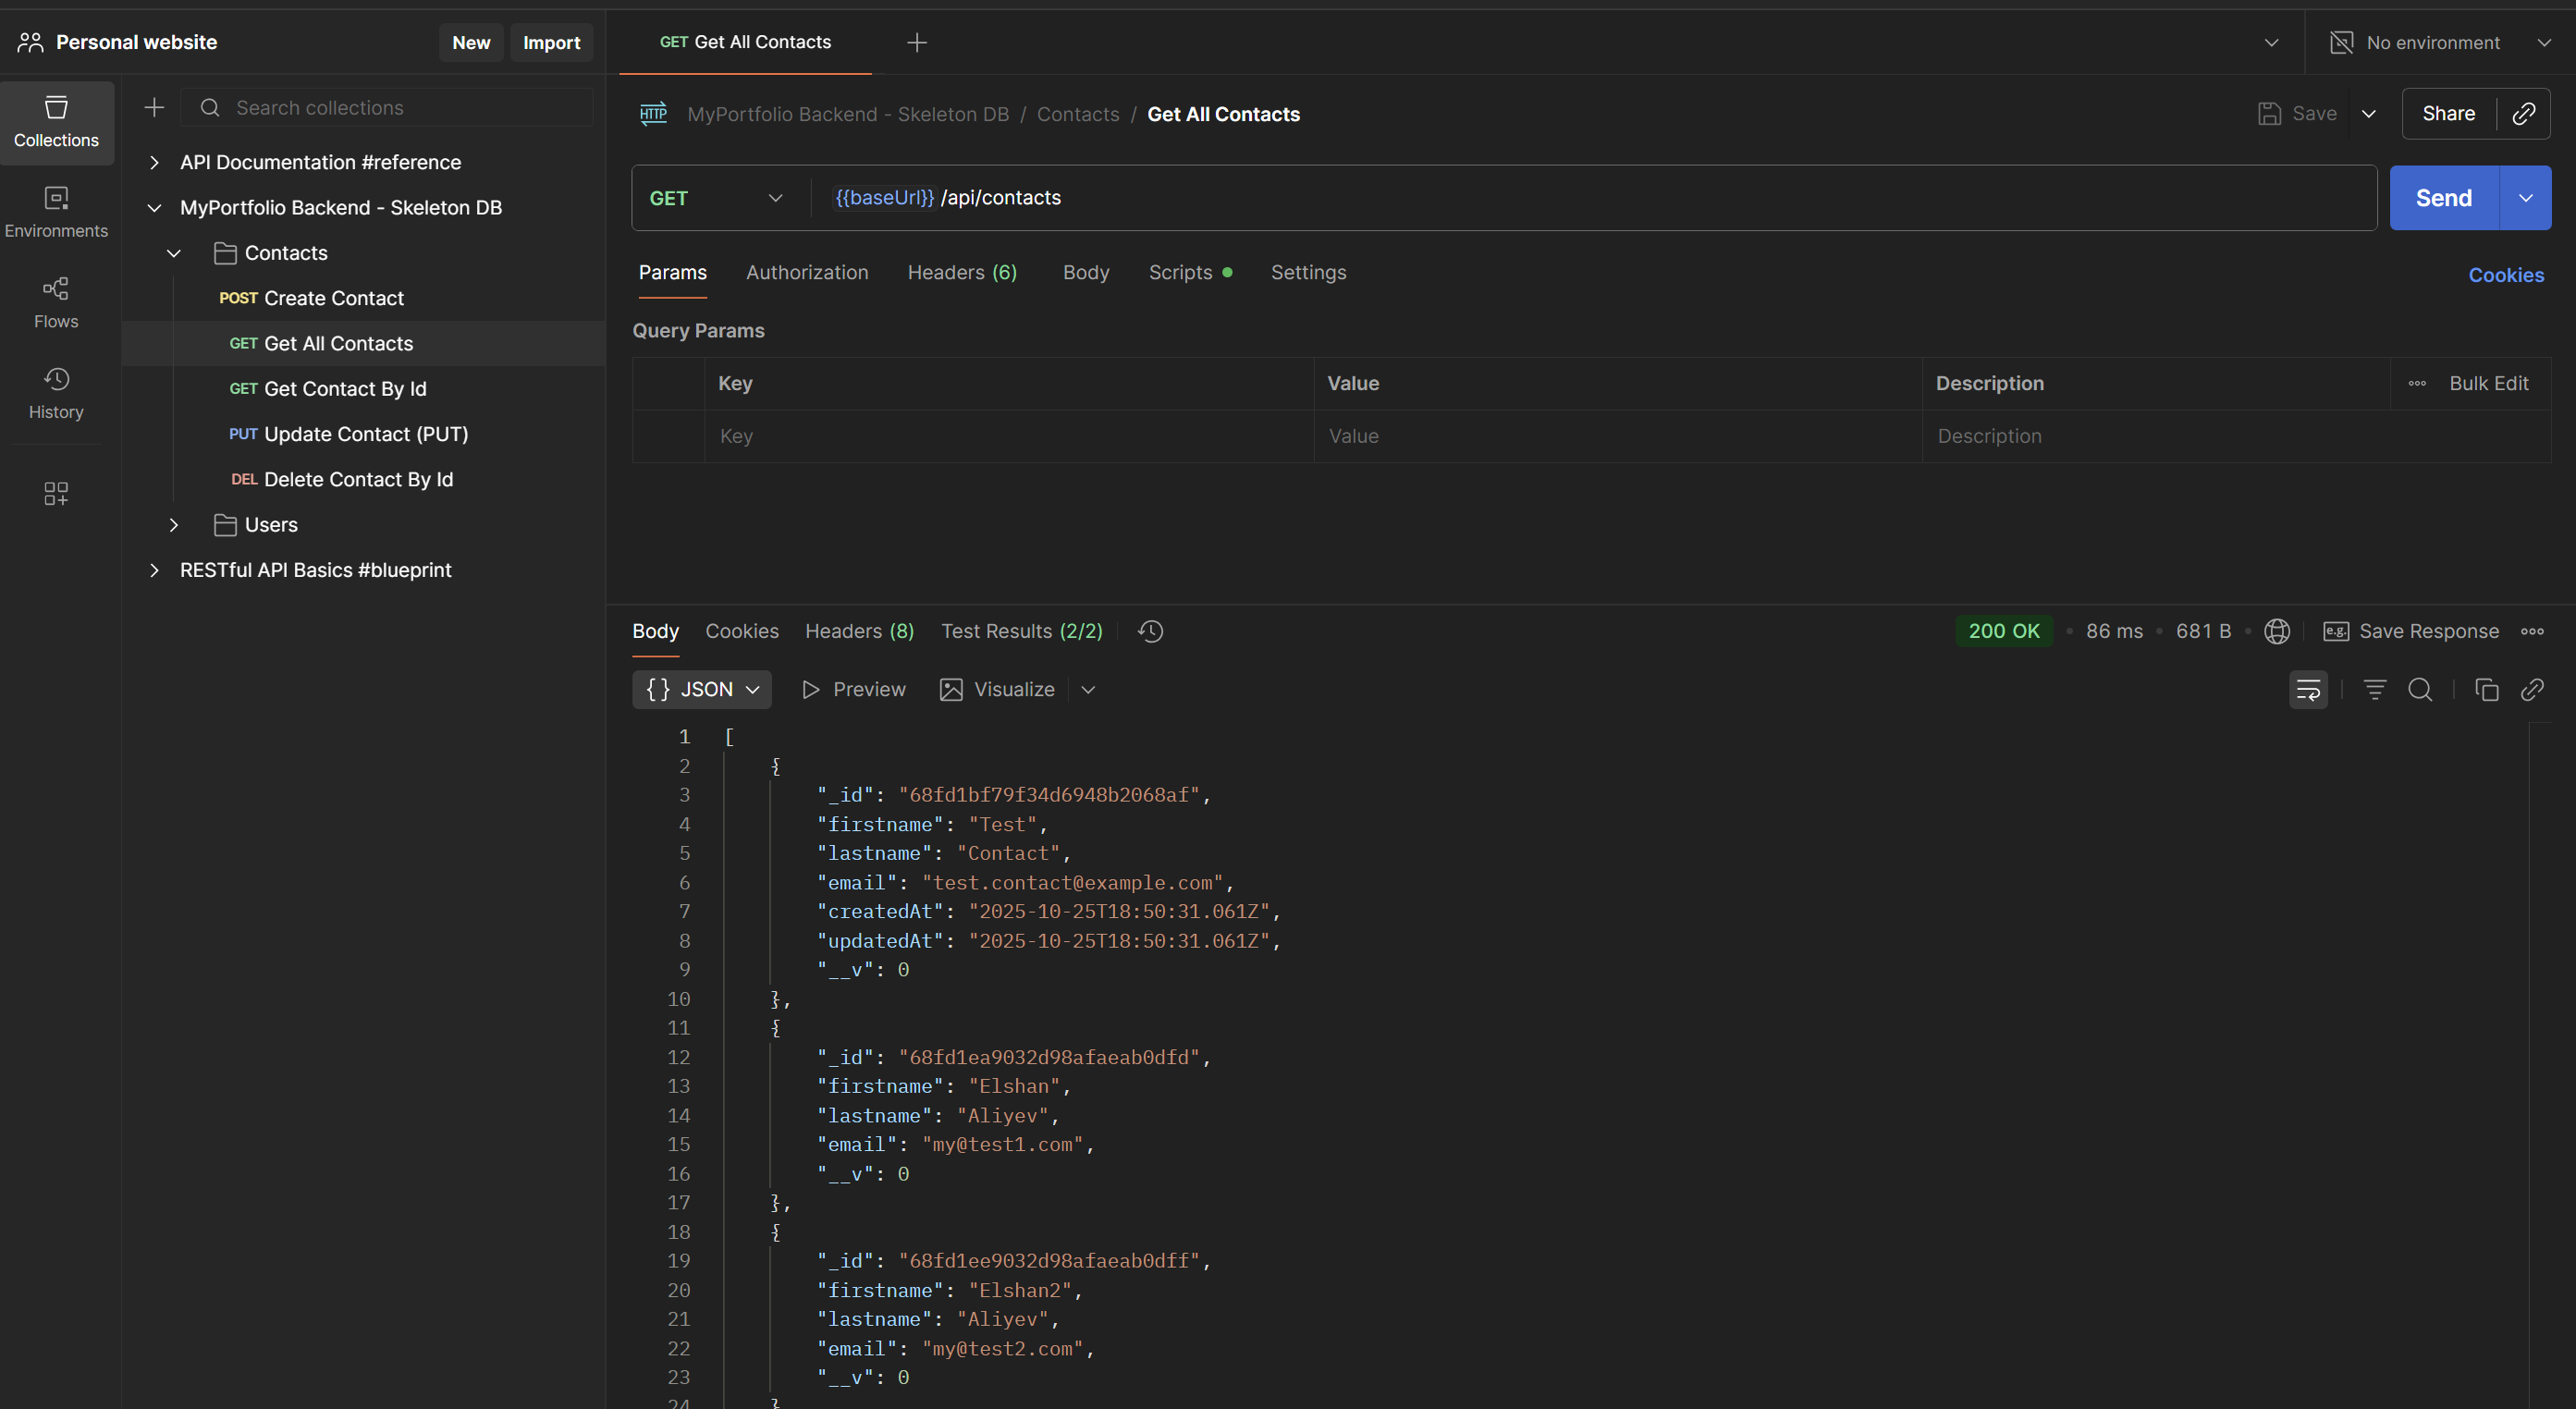 Personal website
New
Import
GET Get All Contacts
No environment
Collections
Environments
Flows
History
Search collections
API Documentation #reference
MyPortfolio Backend - Skeleton DB
Contacts
POST Create Contact
GET Get All Contacts
GET Get Contact By Id
PUT Update Contact (PUT)
DEL Delete Contact By Id
Users
RESTful API Basics #blueprint
HTTP MyPortfolio Backend - Skeleton DB / Contacts / Get All Contacts
Save
Share
GET {{baseUrl}} /api/contacts
Send
Params Authorization Headers (6) Body Scripts Settings
Cookies
Query Params
Key Value Description Bulk Edit
Key Value Description
Body Cookies Headers (8) Test Results (2/2)
200 OK • 86 ms • 681 B • e.g. Save Response
{} JSON Preview Visualize
1 [
2 {
3 "_id": "68fd1bf79f34d6948b2068af",
4 "firstname": "Test",
5 "lastname": "Contact",
6 "email": "test.contact@example.com",
7 "createdAt": "2025-10-25T18:50:31.061Z",
8 "updatedAt": "2025-10-25T18:50:31.061Z",
9 "__v": 0
10 },
11 {
12 "_id": "68fd1ea9032d98afaeab0dfd",
13 "firstname": "Elshan",
14 "lastname": "Aliyev",
15 "email": "my@test1.com",
16 "__v": 0
17 },
18 {
19 "_id": "68fd1ee9032d98afaeab0dff",
20 "firstname": "Elshan2",
21 "lastname": "Aliyev",
22 "email": "my@test2.com",
23 "__v": 0
24 }